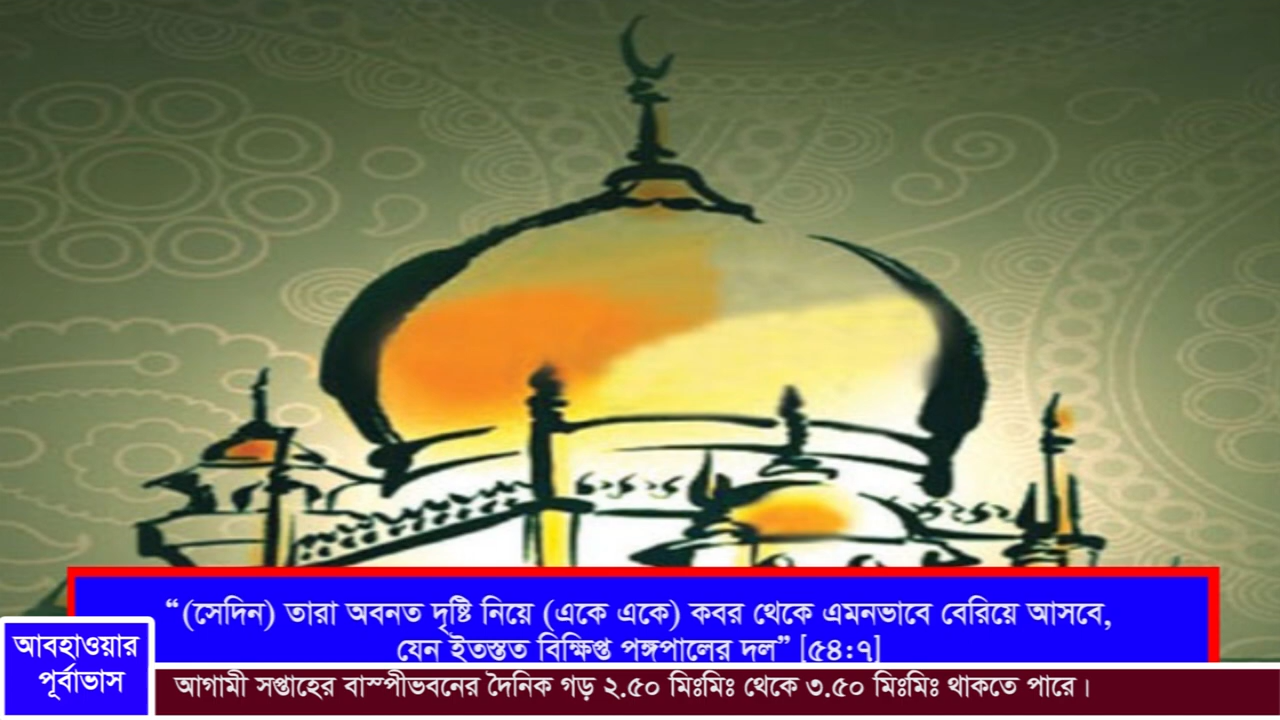 “(সেদিন) তারা অবনত দৃষ্টি নিয়ে (একে একে) কবর থেকে এমনভাবে বেরিয়ে আসবে,
যেন ইতস্তত বিক্ষিপ্ত পঙ্গপালের দল” [৫৪:৭]
আবহাওয়ার
পূর্বাভাস
আগামী সপ্তাহের বাস্পীভবনের দৈনিক গড় ২.৫০ মিঃমিঃ থেকে ৩.৫০ মিঃমিঃ থাকতে পারে।